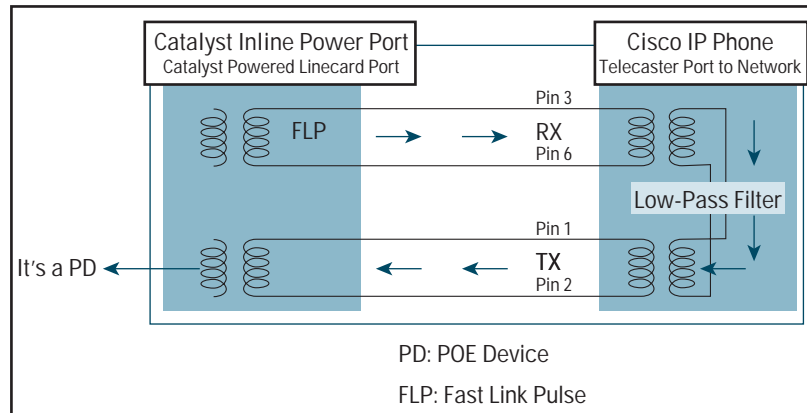 Catalyst Inline Power Port
Catalyst Powered Linecard Port
Cisco IP Phone
Telecaster Port to Network
Pin 3
FLP
RX
Pin 6
Low-Pass Filter
Pin 1
It's a PD
TX
Pin 2
PD: POE Device
FLP: Fast Link Pulse